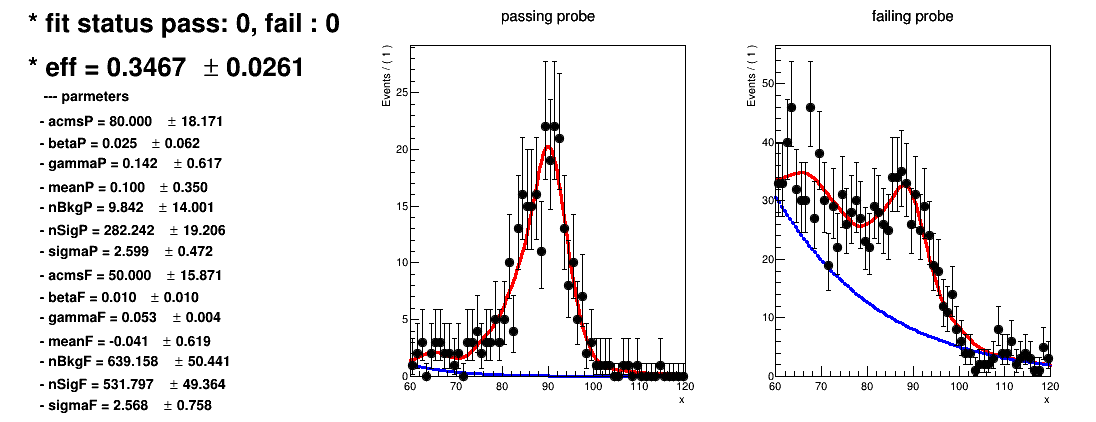 * fit status pass: 0, fail : 0
* eff = 0.3467 ± 0.0261
--- parmeters
- acmsP = 80.000 ± 18.171
- betaP = 0.025 ± 0.062
- gammaP = 0.142 ± 0.617
- meanP = 0.100 ± 0.350
- nBkgP = 9.842 ± 14.001
- nSigP = 282.242 ± 19.206
- sigmaP = 2.599 ± 0.472
- acmsF = 50.000 ± 15.871
- betaF = 0.010 ± 0.010
- gammaF = 0.053 ± 0.004
- meanF = -0.041 ± 0.619
- nBkgF = 639.158 ± 50.441
- nSigF = 531.797 ± 49.364
- sigmaF = 2.568 ± 0.758
passing probe
Events / ( 1 )
25
20
15
10
5
0
60 70 80 90 100 110 120
x
failing probe
Events / ( 1 )
50
40
30
20
10
0
60 70 80 90 100 110 120
x